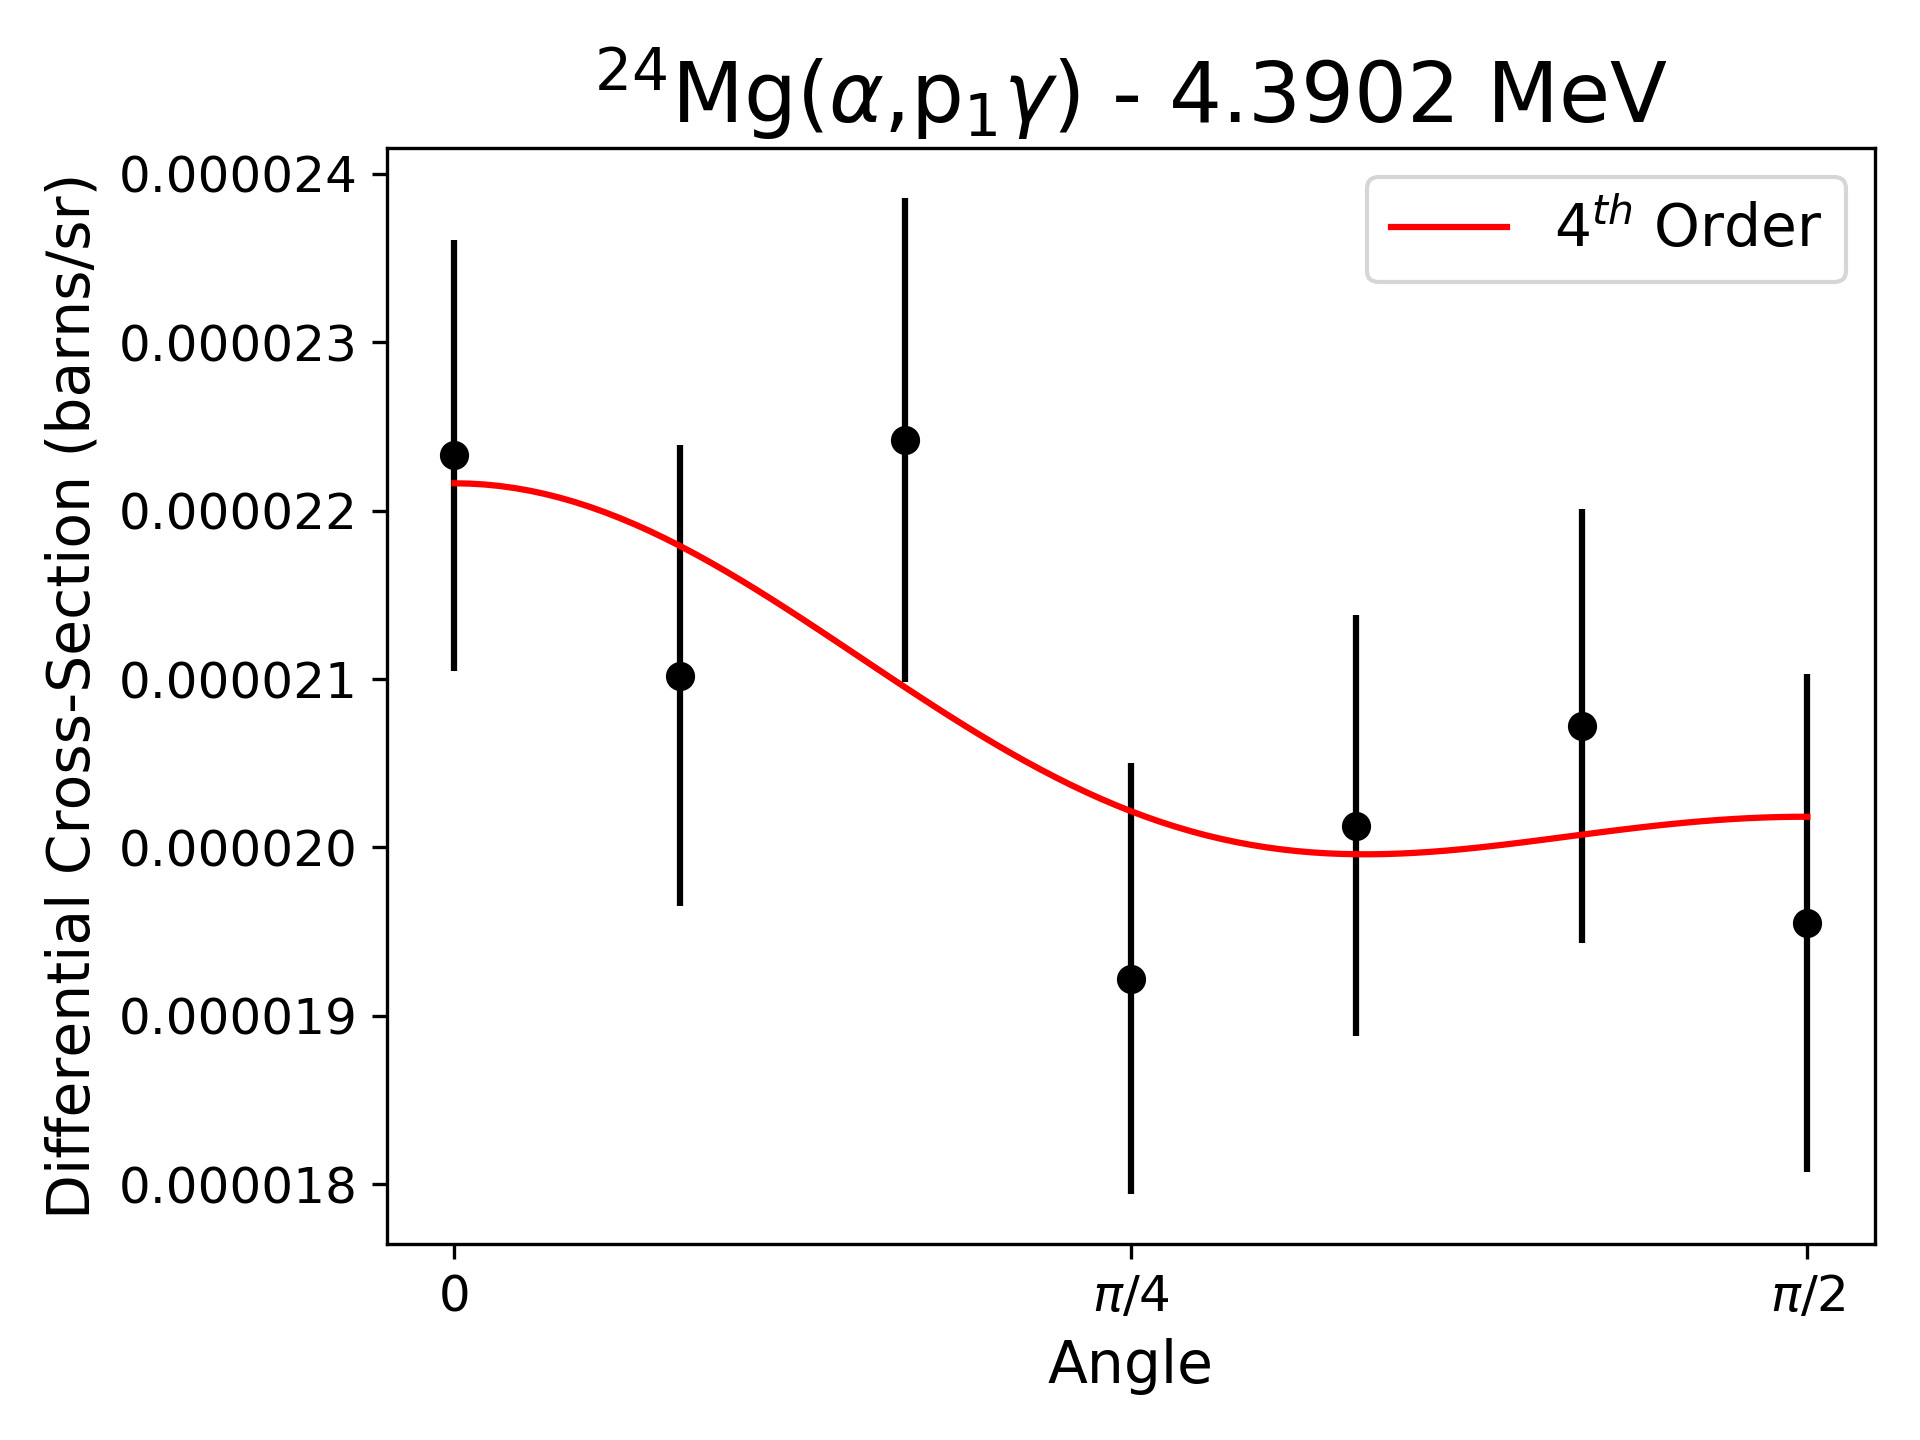 ²⁴Mg(α,p₁γ) - 4.3902 MeV
4ᵗʰ Order
Differential Cross-Section (barns/sr)
0.000024
0.000023
0.000022
0.000021
0.000020
0.000019
0.000018
0
π/4
π/2
Angle